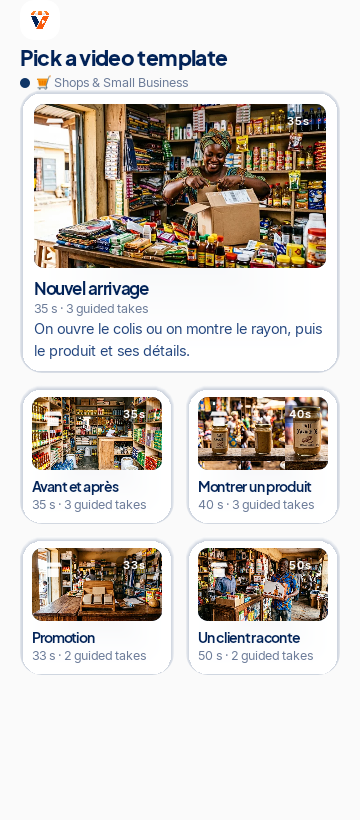 Pick a video template
🛒 Shops & Small Business
35s
Nouvel arrivage
35 s · 3 guided takes
On ouvre le colis ou on montre le rayon, puis
le produit et ses détails.
35s
Avant et après
35 s · 3 guided takes
40s
Montrer un produit
40 s · 3 guided takes
33s
Promotion
33 s · 2 guided takes
50s
Un client raconte
50 s · 2 guided takes